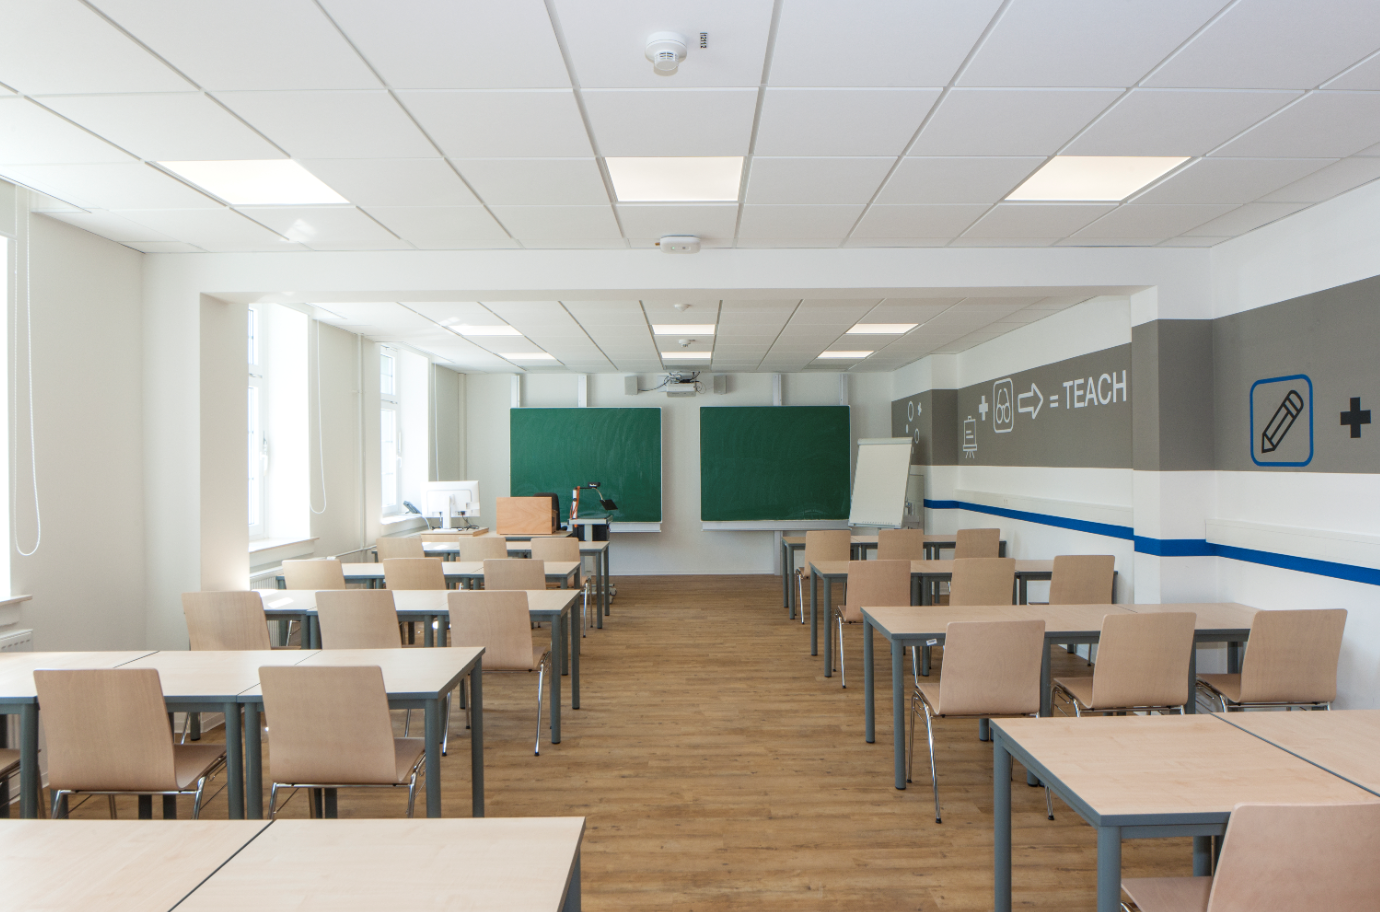 + = TEACH
+